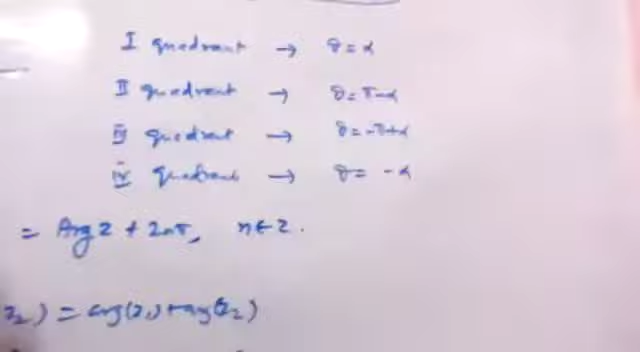 I quadrant → θ = α
II quadrant → θ = π-α
III quadrant → θ = -π+α
IV quadrant → θ = -α
= Arg z + 2nπ, n ∈ z.
z₂) = arg(z₁) + arg(z₂)